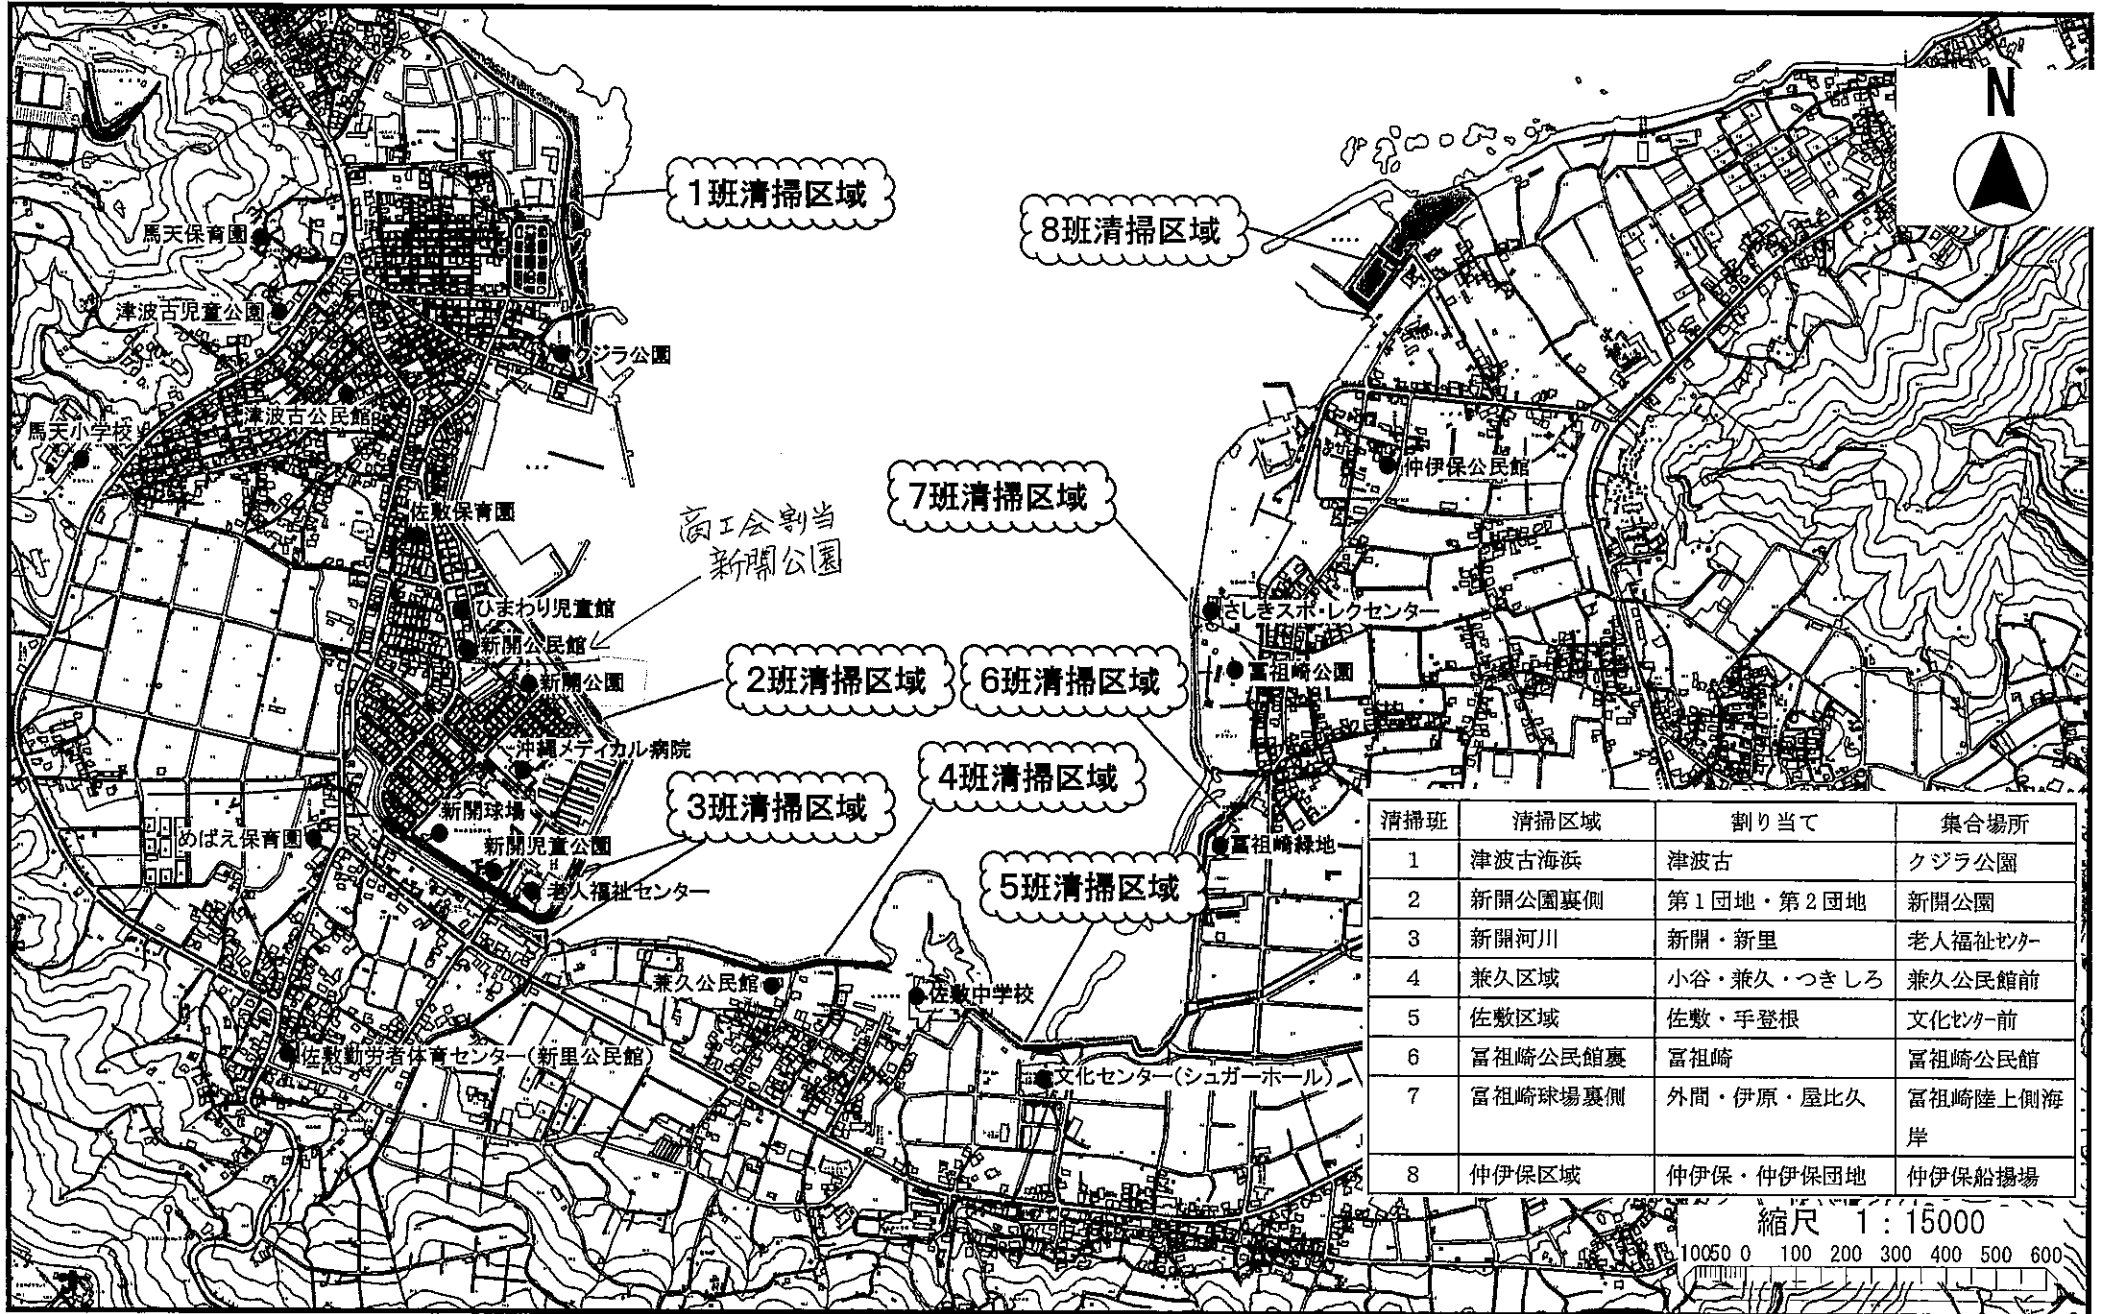 N
1班清掃区域
8班清掃区域
馬天保育園
津波古児童公園
クジラ公園
津波古公民館
馬天小学校
仲伊保公民館
7班清掃区域
佐敷保育園
商工会割当
新開公園
ひまわり児童館
さしきスポ・レクセンター
新開公民館
2班清掃区域
6班清掃区域
冨祖崎公園
新開公園
沖縄メディカル病院
4班清掃区域
3班清掃区域
新開球場
めばえ保育園
新開児童公園
冨祖崎緑地
老人福祉センター
5班清掃区域
兼久公民館
佐敷中学校
佐敷勤労者体育センター(新里公民館)
文化センター(シュガーホール)
清掃班 清掃区域 割り当て 集合場所
1 津波古海浜 津波古 クジラ公園
2 新開公園裏側 第1団地・第2団地 新開公園
3 新開河川 新開・新里 老人福祉センター
4 兼久区域 小谷・兼久・つきしろ 兼久公民館前
5 佐敷区域 佐敷・手登根 文化センター前
6 冨祖崎公民館裏 冨祖崎 冨祖崎公民館
7 冨祖崎球場裏側 外間・伊原・屋比久 冨祖崎陸上側海
岸
8 仲伊保区域 仲伊保・仲伊保団地 仲伊保船揚場
縮尺 1:15000
10050 0 100 200 300 400 500 600